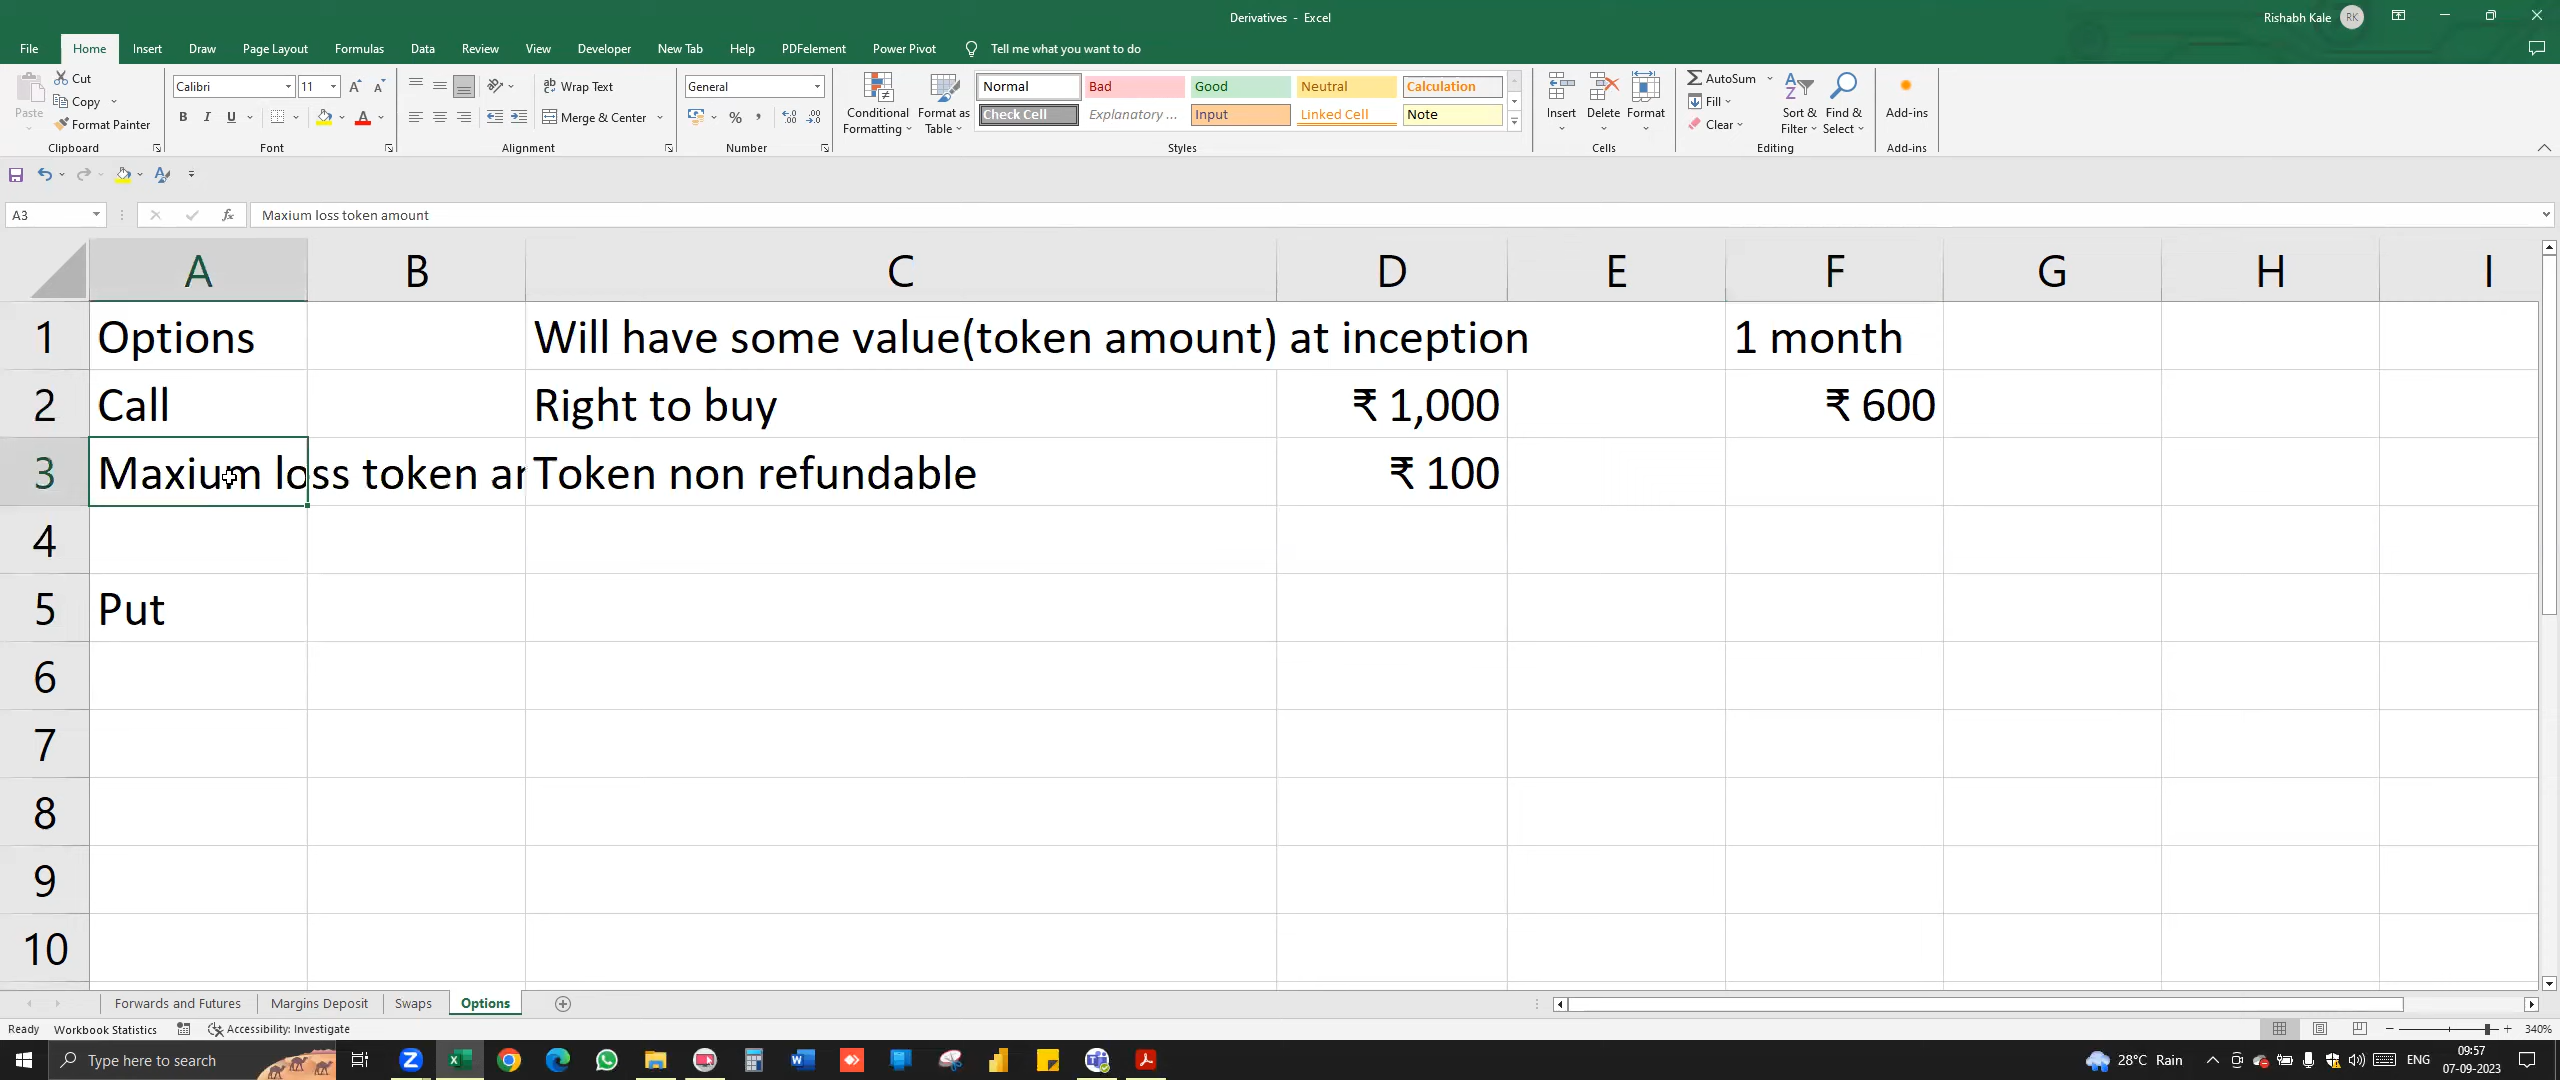 Derivatives - Excel
Rishabh Kale RK
File Home Insert Draw Page Layout Formulas Data Review View Developer New Tab Help PDFelement Power Pivot Tell me what you want to do
Paste
Cut
Copy
Format Painter
Clipboard
Calibri 11
B I U
Font
Wrap Text
Merge & Center
Alignment
General
%
Number
Conditional Formatting
Format as Table
Normal Bad Good Neutral Calculation
Check Cell Explanatory ... Input Linked Cell Note
Styles
Insert Delete Format
Cells
AutoSum
Fill
Clear
Sort & Filter
Find & Select
Editing
Add-ins
Add-ins
A3 fx Maxium loss token amount
A B C D E F G H I
1 Options Will have some value(token amount) at inception 1 month
2 Call Right to buy ₹ 1,000 ₹ 600
3 Maxium loss token ar Token non refundable ₹ 100
4
5 Put
6
7
8
9
10
Forwards and Futures Margins Deposit Swaps Options
Ready Workbook Statistics Accessibility: Investigate 340%
Type here to search
28°C Rain ENG 09:57
07-09-2023